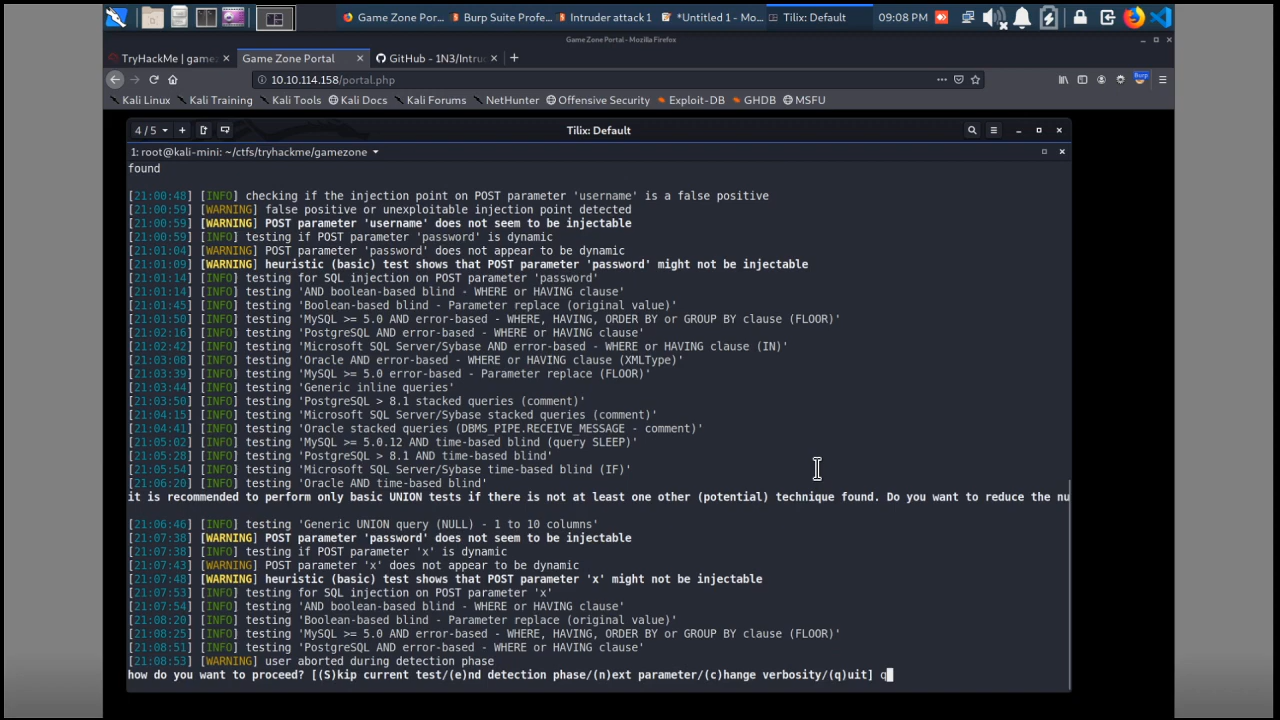 Game Zone Por...
Burp Suite Profe...
Intruder attack 1
*Untitled 1 - Mo...
Tilix: Default
09:08 PM
Game Zone Portal - Mozilla Firefox
TryHackMe | game
Game Zone Portal
GitHub - 1N3/Intru
10.10.114.158/portal.php
Burp
Kali Linux
Kali Training
Kali Tools
Kali Docs
Kali Forums
NetHunter
Offensive Security
Exploit-DB
GHDB
MSFU
4 / 5
Tilix: Default
1: root@kali-mini: ~/ctfs/tryhackme/gamezone
found
[21:00:48] [INFO] checking if the injection point on POST parameter 'username' is a false positive
[21:00:59] [WARNING] false positive or unexploitable injection point detected
[21:00:59] [WARNING] POST parameter 'username' does not seem to be injectable
[21:00:59] [INFO] testing if POST parameter 'password' is dynamic
[21:01:04] [WARNING] POST parameter 'password' does not appear to be dynamic
[21:01:09] [WARNING] heuristic (basic) test shows that POST parameter 'password' might not be injectable
[21:01:14] [INFO] testing for SQL injection on POST parameter 'password'
[21:01:14] [INFO] testing 'AND boolean-based blind - WHERE or HAVING clause'
[21:01:45] [INFO] testing 'Boolean-based blind - Parameter replace (original value)'
[21:01:50] [INFO] testing 'MySQL >= 5.0 AND error-based - WHERE, HAVING, ORDER BY or GROUP BY clause (FLOOR)'
[21:02:16] [INFO] testing 'PostgreSQL AND error-based - WHERE or HAVING clause'
[21:02:42] [INFO] testing 'Microsoft SQL Server/Sybase AND error-based - WHERE or HAVING clause (IN)'
[21:03:08] [INFO] testing 'Oracle AND error-based - WHERE or HAVING clause (XMLType)'
[21:03:39] [INFO] testing 'MySQL >= 5.0 error-based - Parameter replace (FLOOR)'
[21:03:44] [INFO] testing 'Generic inline queries'
[21:03:50] [INFO] testing 'PostgreSQL > 8.1 stacked queries (comment)'
[21:04:15] [INFO] testing 'Microsoft SQL Server/Sybase stacked queries (comment)'
[21:04:41] [INFO] testing 'Oracle stacked queries (DBMS_PIPE.RECEIVE_MESSAGE - comment)'
[21:05:02] [INFO] testing 'MySQL >= 5.0.12 AND time-based blind (query SLEEP)'
[21:05:28] [INFO] testing 'PostgreSQL > 8.1 AND time-based blind'
[21:05:54] [INFO] testing 'Microsoft SQL Server/Sybase time-based blind (IF)'
[21:06:20] [INFO] testing 'Oracle AND time-based blind'
it is recommended to perform only basic UNION tests if there is not at least one other (potential) technique found. Do you want to reduce the nu
[21:06:46] [INFO] testing 'Generic UNION query (NULL) - 1 to 10 columns'
[21:07:38] [WARNING] POST parameter 'password' does not seem to be injectable
[21:07:38] [INFO] testing if POST parameter 'x' is dynamic
[21:07:43] [WARNING] POST parameter 'x' does not appear to be dynamic
[21:07:48] [WARNING] heuristic (basic) test shows that POST parameter 'x' might not be injectable
[21:07:53] [INFO] testing for SQL injection on POST parameter 'x'
[21:07:54] [INFO] testing 'AND boolean-based blind - WHERE or HAVING clause'
[21:08:20] [INFO] testing 'Boolean-based blind - Parameter replace (original value)'
[21:08:25] [INFO] testing 'MySQL >= 5.0 AND error-based - WHERE, HAVING, ORDER BY or GROUP BY clause (FLOOR)'
[21:08:51] [INFO] testing 'PostgreSQL AND error-based - WHERE or HAVING clause'
[21:08:53] [WARNING] user aborted during detection phase
how do you want to proceed? [(S)kip current test/(e)nd detection phase/(n)ext parameter/(c)hange verbosity/(q)uit] q